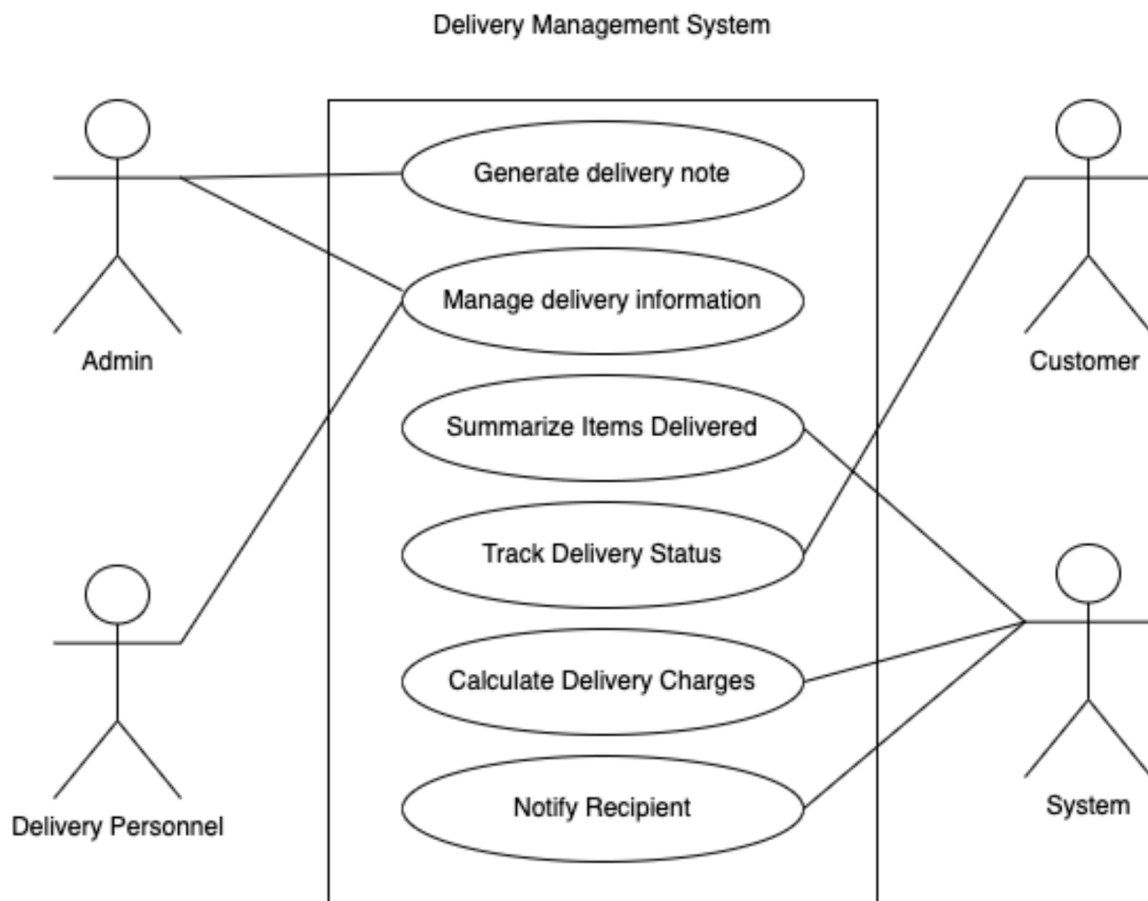 Delivery Management System
Generate delivery note
Manage delivery information
Admin
Customer
Summarize Items Delivered
Track Delivery Status
Calculate Delivery Charges
Notify Recipient
System
Delivery Personnel